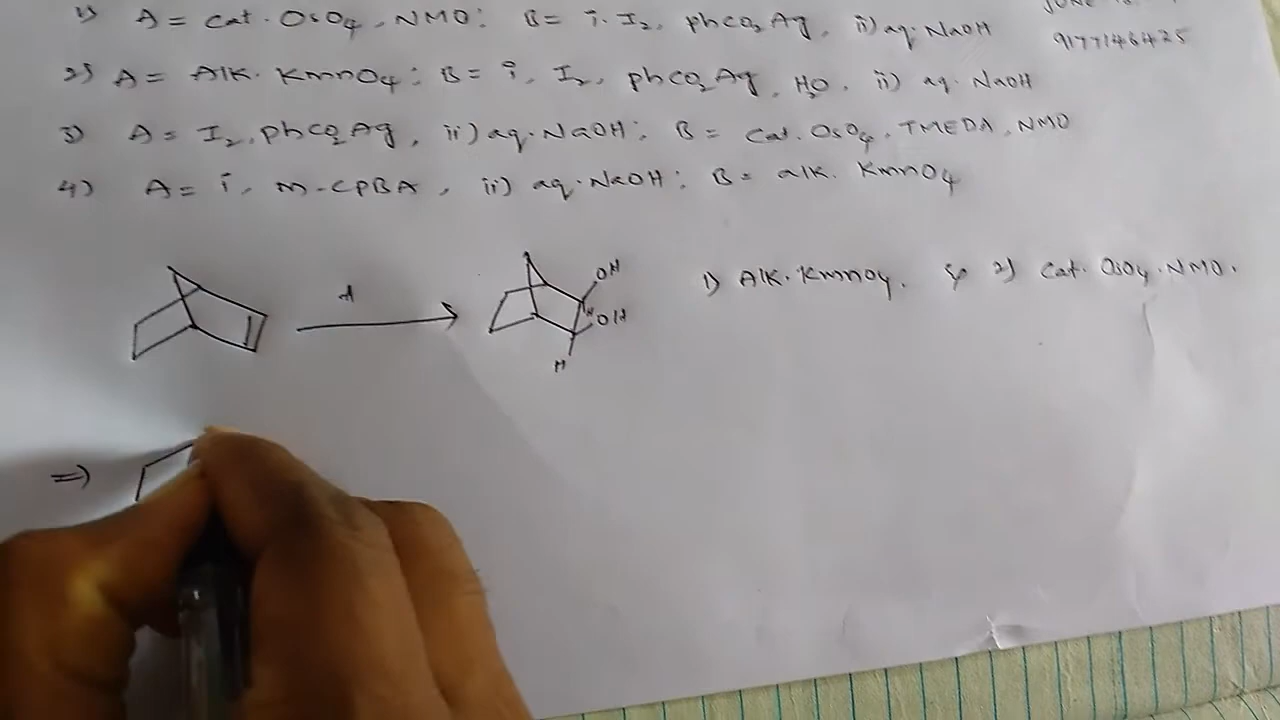 1) A = cat. OsO4, NMO: B = i. I2, phCO2Ag, ii) aq. NaOH
9177146425
2) A = Alk. KmnO4: B = i, I2, phCO2Ag, H2O, ii) aq. NaOH
3) A = I2, phCO2Ag, ii) aq. NaOH; B = Cat. OsO4, TMEDA, NMO
4) A = i, m-CPBA, ii) aq. NaOH; B = alk. KmnO4
A
OH
H
OH
H
1) Alk. KmnO4. 2) Cat. OsO4. NMO.
=)